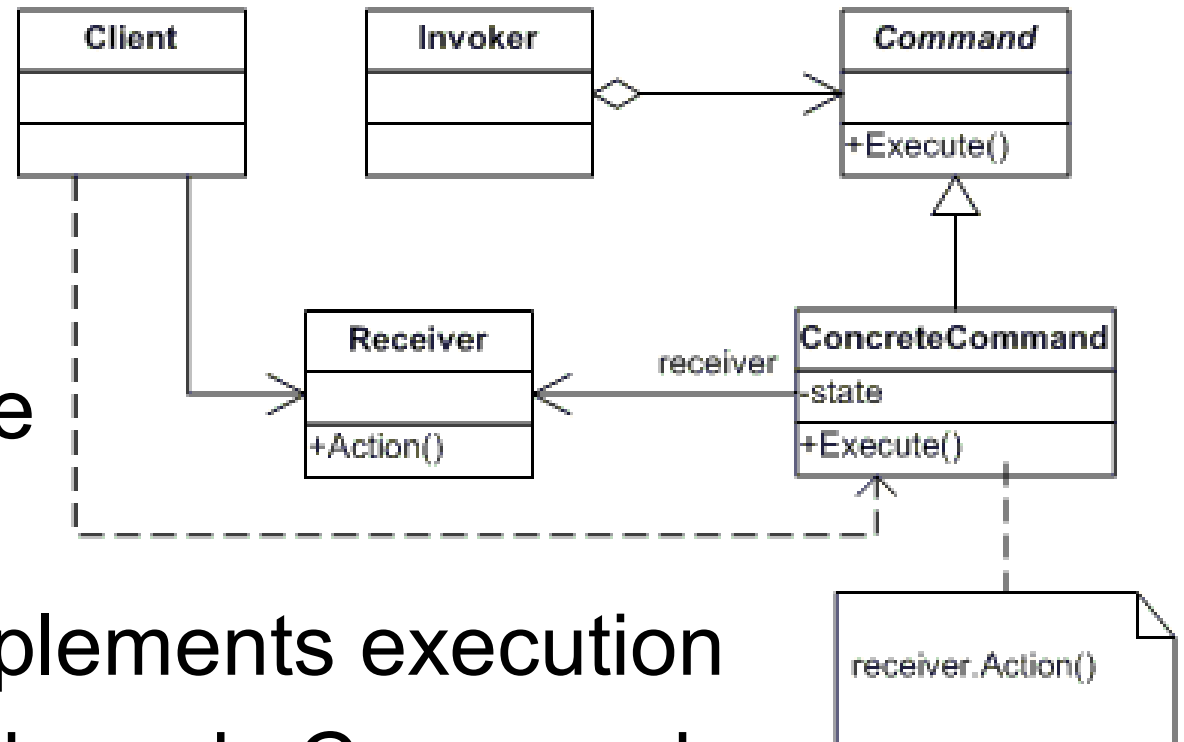 Client
Invoker
Command
+Execute()
Receiver
+Action()
receiver
ConcreteCommand
-state
+Execute()
e
plements execution
receiver.Action()